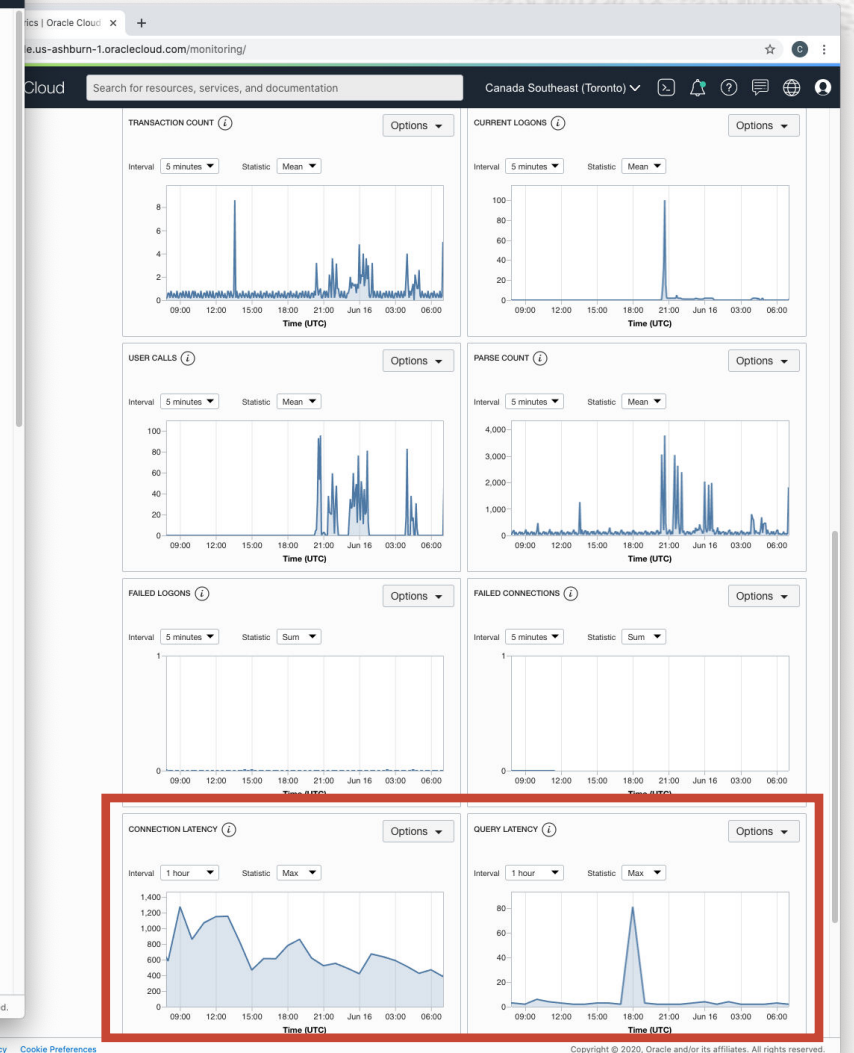 rics | Oracle Cloud × +
le.us-ashburn-1.oraclecloud.com/monitoring/ C
Cloud Search for resources, services, and documentation Canada Southeast (Toronto)
TRANSACTION COUNT i Options
Interval 5 minutes Statistic Mean
8
6
4
2
0
09:00 12:00 15:00 18:00 21:00 Jun 16 03:00 06:00
Time (UTC)
CURRENT LOGONS i Options
Interval 5 minutes Statistic Mean
100
80
60
40
20
0
09:00 12:00 15:00 18:00 21:00 Jun 16 03:00 06:00
Time (UTC)
USER CALLS i Options
Interval 5 minutes Statistic Mean
100
80
60
40
20
0
09:00 12:00 15:00 18:00 21:00 Jun 16 03:00 06:00
Time (UTC)
PARSE COUNT i Options
Interval 5 minutes Statistic Mean
4,000
3,000
2,000
1,000
0
09:00 12:00 15:00 18:00 21:00 Jun 16 03:00 06:00
Time (UTC)
FAILED LOGONS i Options
Interval 5 minutes Statistic Sum
1
0
09:00 12:00 15:00 18:00 21:00 Jun 16 03:00 06:00
Time (UTC)
FAILED CONNECTIONS i Options
Interval 5 minutes Statistic Sum
1
0
09:00 12:00 15:00 18:00 21:00 Jun 16 03:00 06:00
Time (UTC)
CONNECTION LATENCY i Options
Interval 1 hour Statistic Max
1,400
1,200
1,000
800
600
400
200
0
09:00 12:00 15:00 18:00 21:00 Jun 16 03:00 06:00
Time (UTC)
QUERY LATENCY i Options
Interval 1 hour Statistic Max
80
60
40
20
0
09:00 12:00 15:00 18:00 21:00 Jun 16 03:00 06:00
Time (UTC)
d.
cy Cookie Preferences Copyright © 2020, Oracle and/or its affiliates. All rights reserved.